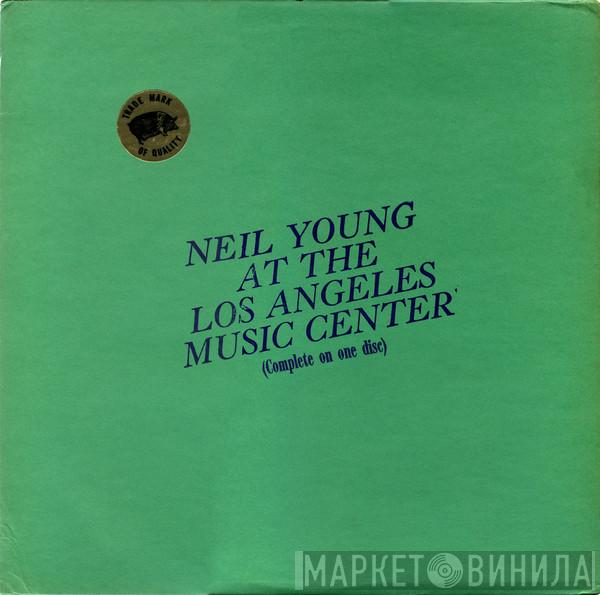 TRADE MARK
OF QUALITY
NEIL YOUNG
AT THE
LOS ANGELES
MUSIC CENTER
(Complete on one disc)
МАРКЕТ ВИНИЛА